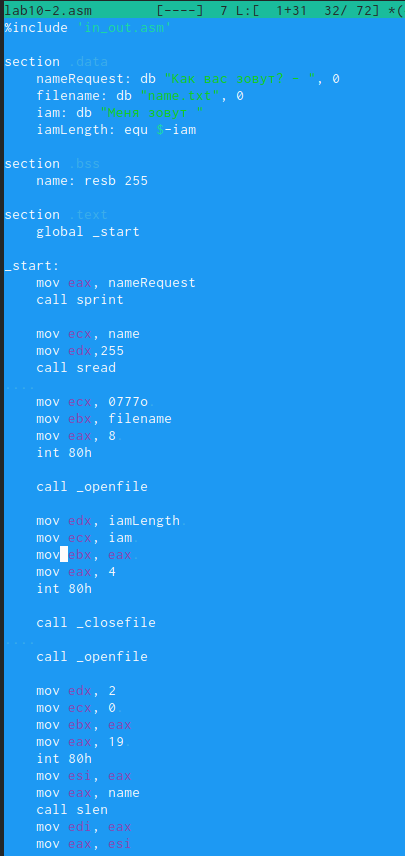 lab10-2.asm [----] 7 L:[ 1+31 32/ 72] *(
%include 'in_out.asm'
section .data
nameRequest: db "Как вас зовут? - ", 0
filename: db "name.txt", 0
iam: db "Меня зовут "
iamLength: equ $-iam
section .bss
name: resb 255
section .text
global _start
_start:
mov eax, nameRequest
call sprint
mov ecx, name
mov edx,255
call sread
mov ecx, 0777o
mov ebx, filename
mov eax, 8
int 80h
call _openfile
mov edx, iamLength
mov ecx, iam
mov ebx, eax
mov eax, 4
int 80h
call _closefile
call _openfile
mov edx, 2
mov ecx, 0
mov ebx, eax
mov eax, 19
int 80h
mov esi, eax
mov eax, name
call slen
mov edi, eax
mov eax, esi